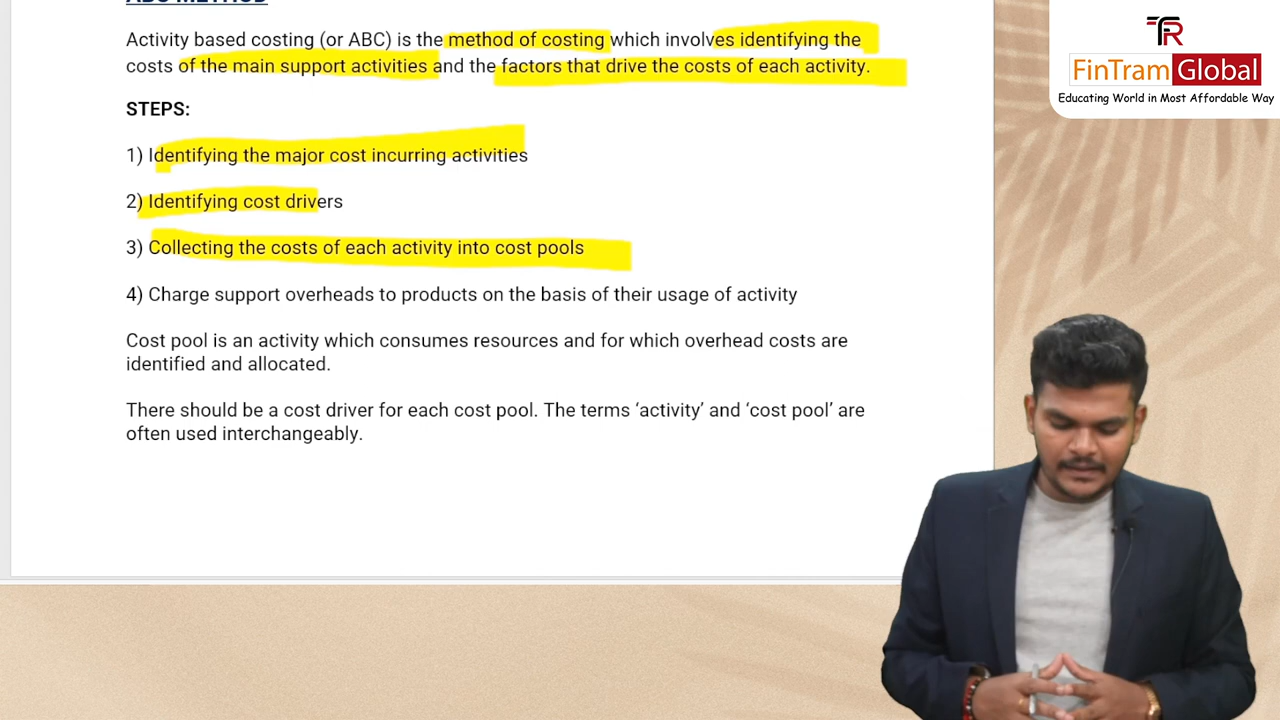 ABC METHOD
Activity based costing (or ABC) is the method of costing which involves identifying the
costs of the main support activities and the factors that drive the costs of each activity.
STEPS:
1) Identifying the major cost incurring activities
2) Identifying cost drivers
3) Collecting the costs of each activity into cost pools
4) Charge support overheads to products on the basis of their usage of activity
Cost pool is an activity which consumes resources and for which overhead costs are
identified and allocated.
There should be a cost driver for each cost pool. The terms ‘activity’ and ‘cost pool’ are
often used interchangeably.
FinTram Global
Educating World in Most Affordable Way